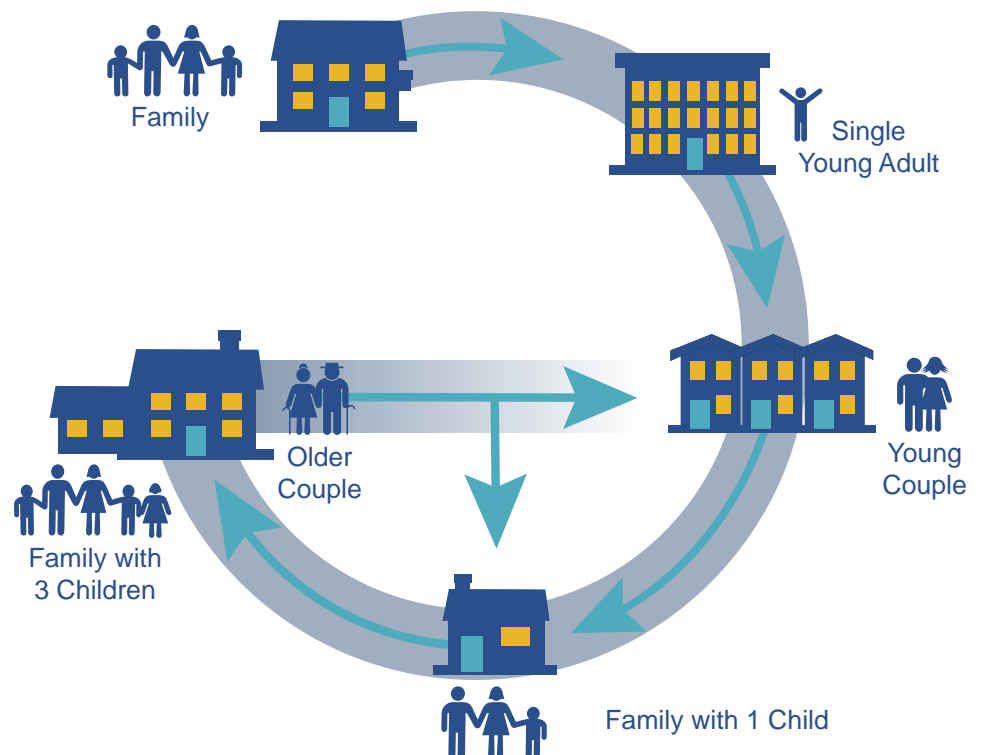 Family
Single
Young Adult
Young
Couple
Older
Couple
Family with
3 Children
Family with 1 Child